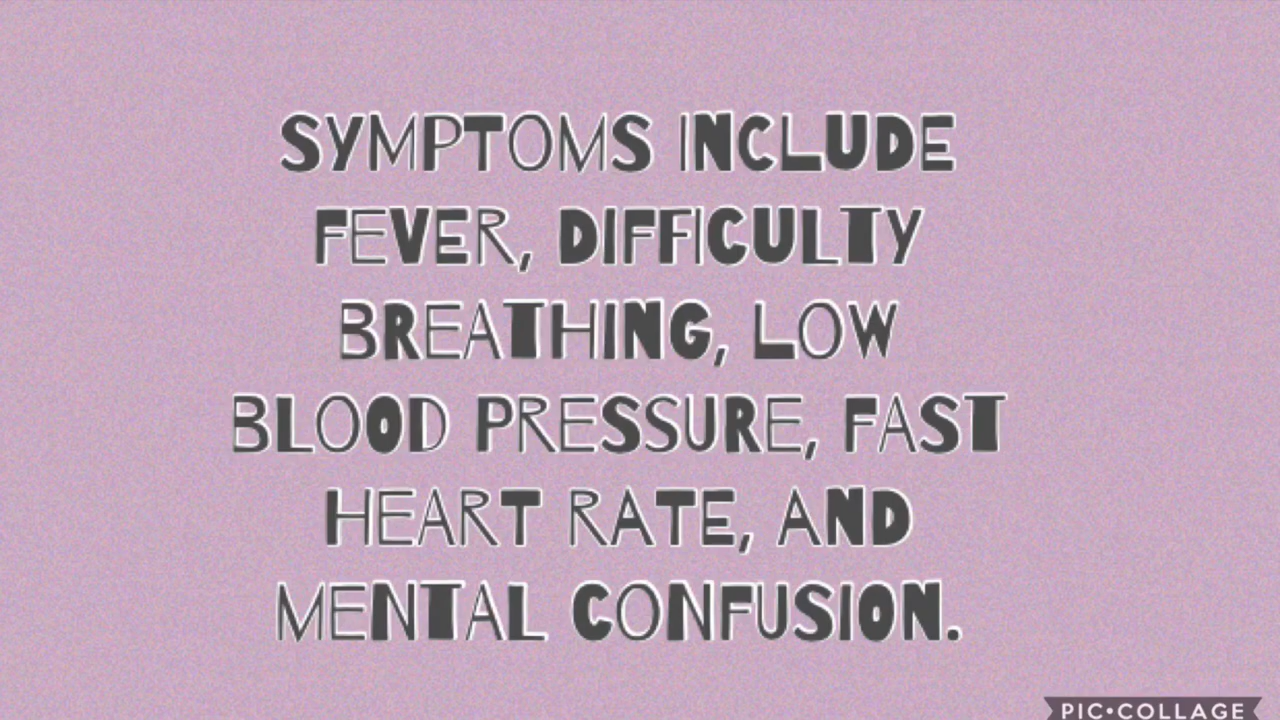 SYMPTOMS INCLUDE
FEVER, DIFFICULTY
BREATHING, LOW
BLOOD PRESSURE, FAST
HEART RATE, AND
MENTAL CONFUSION.
PIC•COLLAGE